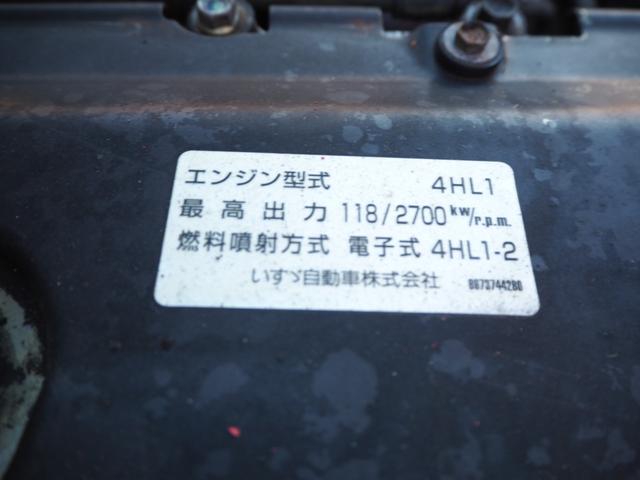 エンジン型式 4HL1
最高出力 118/2700 kw/r.p.m.
燃料噴射方式 電子式 4HL1-2
いすゞ自動車株式会社 8973744280